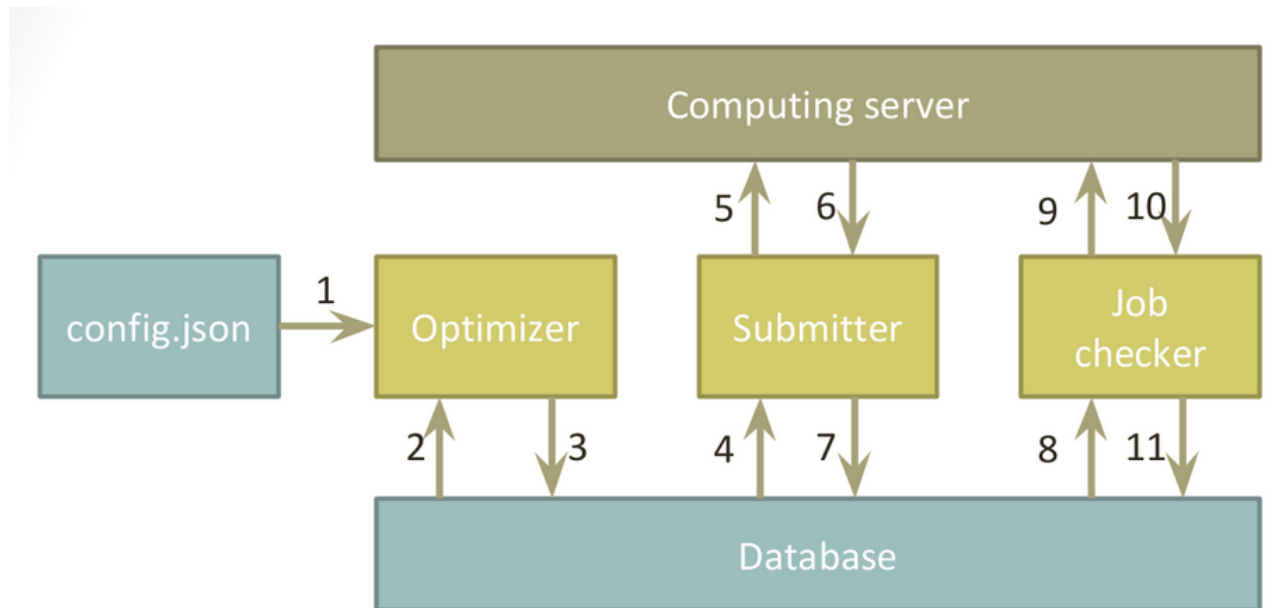 Computing server
5
6
9
10
1
config.json
Optimizer
Submitter
Job
checker
2
3
4
7
8
11
Database